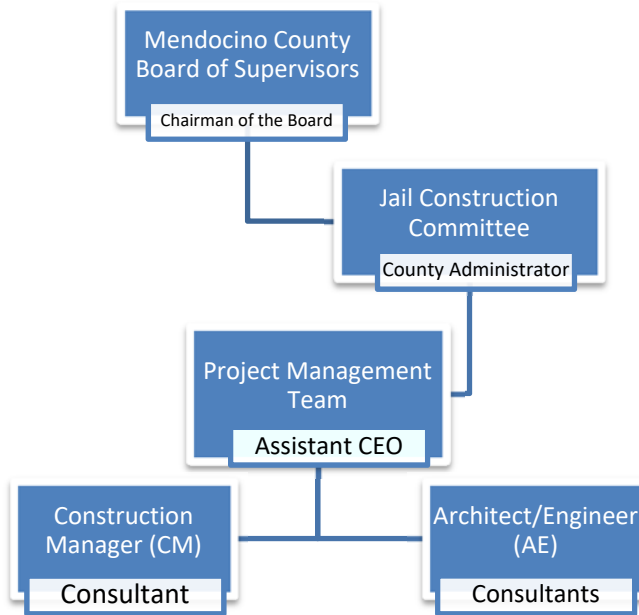 Mendocino County
Board of Supervisors
Chairman of the Board
Jail Construction
Committee
County Administrator
Project Management
Team
Assistant CEO
Construction
Manager (CM)
Consultant
Architect/Engineer
(AE)
Consultants